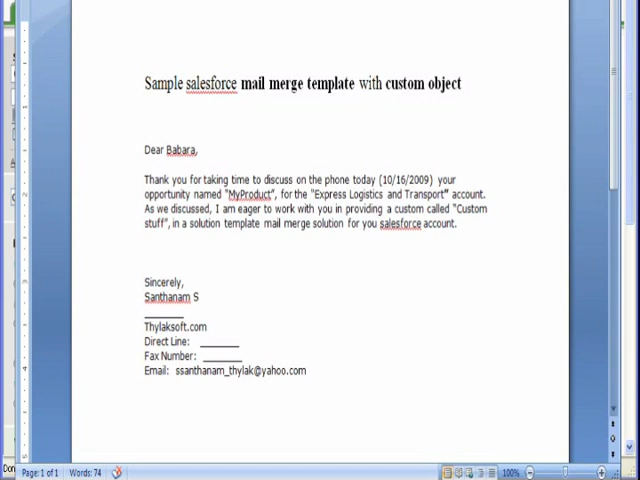 Sample salesforce mail merge template with custom object
Dear Babara,
Thank you for taking time to discuss on the phone today (10/16/2009) your
opportunity named "MyProduct", for the "Express Logistics and Transport" account.
As we discussed, I am eager to work with you in providing a custom called "Custom
stuff", in a solution template mail merge solution for you salesforce account.
Sincerely,
Santhanam S
________
Thylaksoft.com
Direct Line: ________
Fax Number: ________
Email: ssanthanam_thylak@yahoo.com
Page: 1 of 1 Words: 74 100%